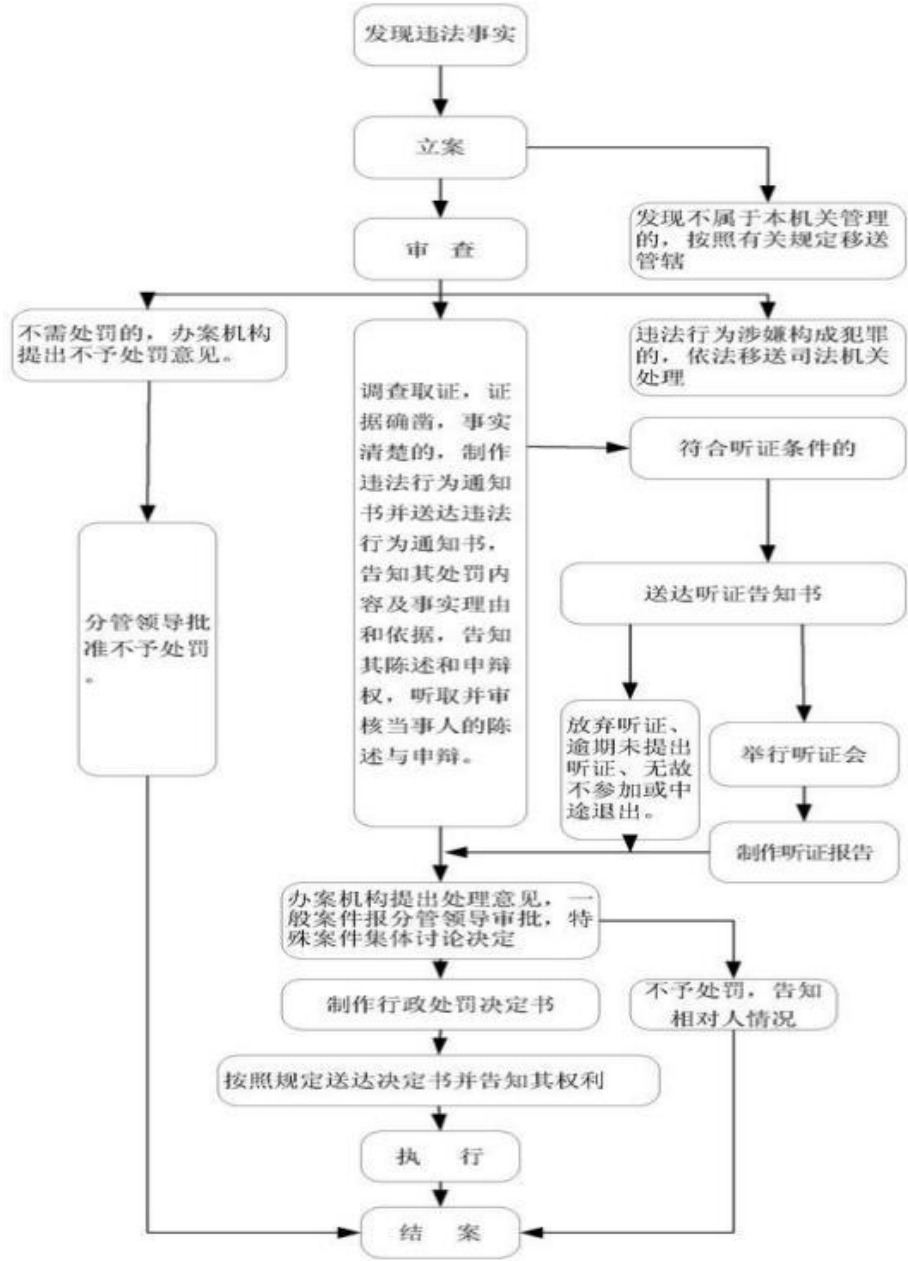 发现违法事实
立案
审 查
发现不属于本机关管理
的，按照有关规定移送
管辖
不需处罚的，办案机构
提出不予处罚意见。
违法行为涉嫌构成犯罪
的，依法移送司法机关
处理
调查取证，证
据确凿，事实
清楚的，制作
违法行为通知
书并送达违法
行为通知书，
告知其处罚内
容及事实理由
和依据，告知
其陈述和申辩
权，听取并审
核当事人的陈
述与申辩。
符合听证条件的
送达听证告知书
分管领导批
准不予处罚
。
放弃听证、
逾期未提出
听证、无故
不参加或中
途退出。
举行听证会
制作听证报告
办案机构提出处理意见，一
般案件报分管领导审批，特
殊案件集体讨论决定
制作行政处罚决定书
不予处罚，告知
相对人情况
按照规定送达决定书并告知其权利
执 行
结 案